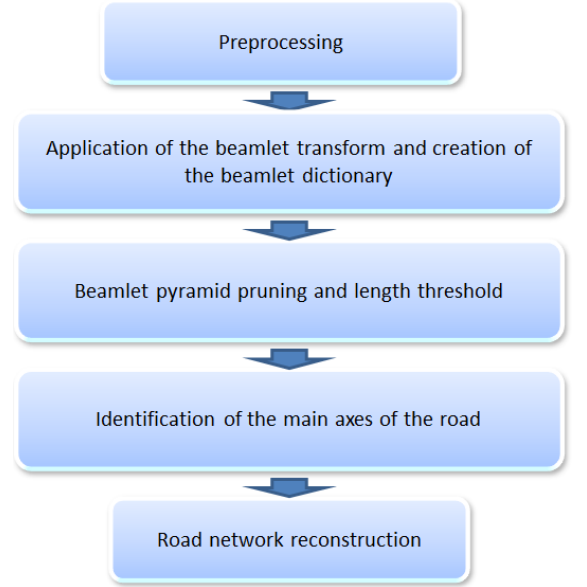 Preprocessing
Application of the beamlet transform and creation of
the beamlet dictionary
Beamlet pyramid pruning and length threshold
Identification of the main axes of the road
Road network reconstruction